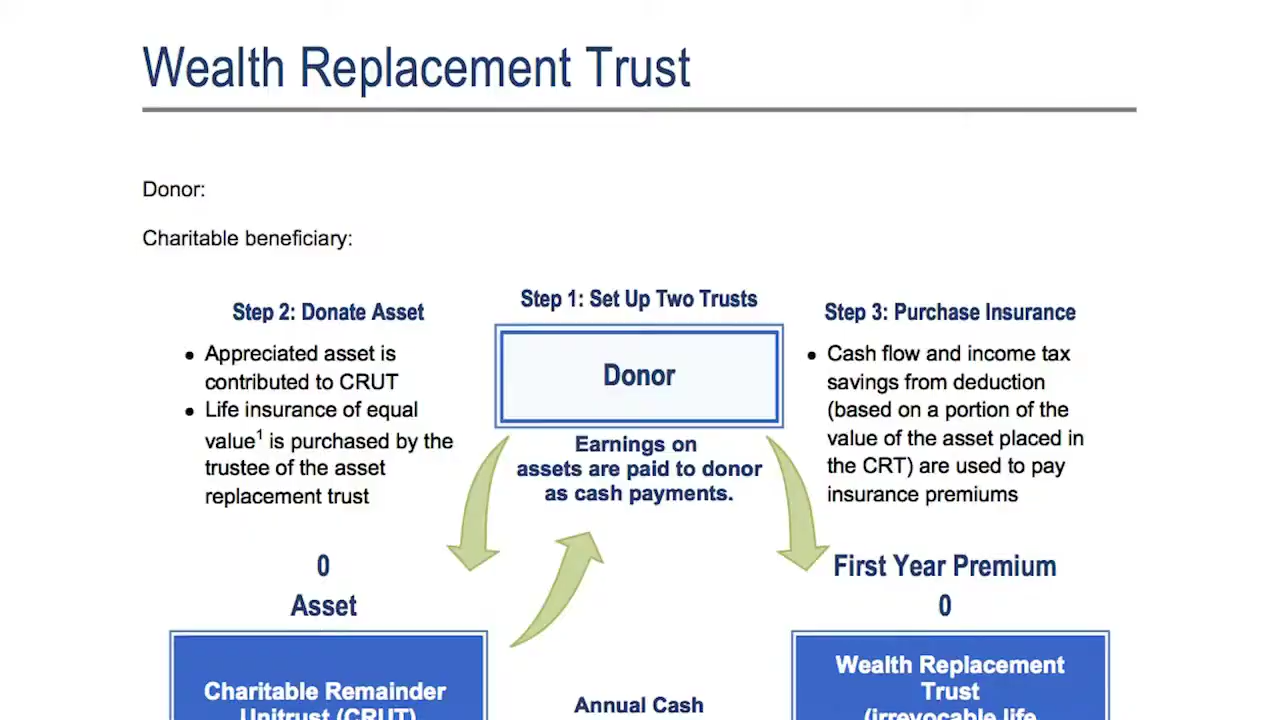 Wealth Replacement Trust
Donor:
Charitable beneficiary:
Step 2: Donate Asset
• Appreciated asset is
contributed to CRUT
• Life insurance of equal
value1 is purchased by the
trustee of the asset
replacement trust
Step 1: Set Up Two Trusts
Donor
Earnings on
assets are paid to donor
as cash payments.
Step 3: Purchase Insurance
• Cash flow and income tax
savings from deduction
(based on a portion of the
value of the asset placed in
the CRT) are used to pay
insurance premiums
0
Asset
First Year Premium
0
Charitable Remainder
Unitrust (CRUT)
Annual Cash
Wealth Replacement
Trust
(irrevocable life